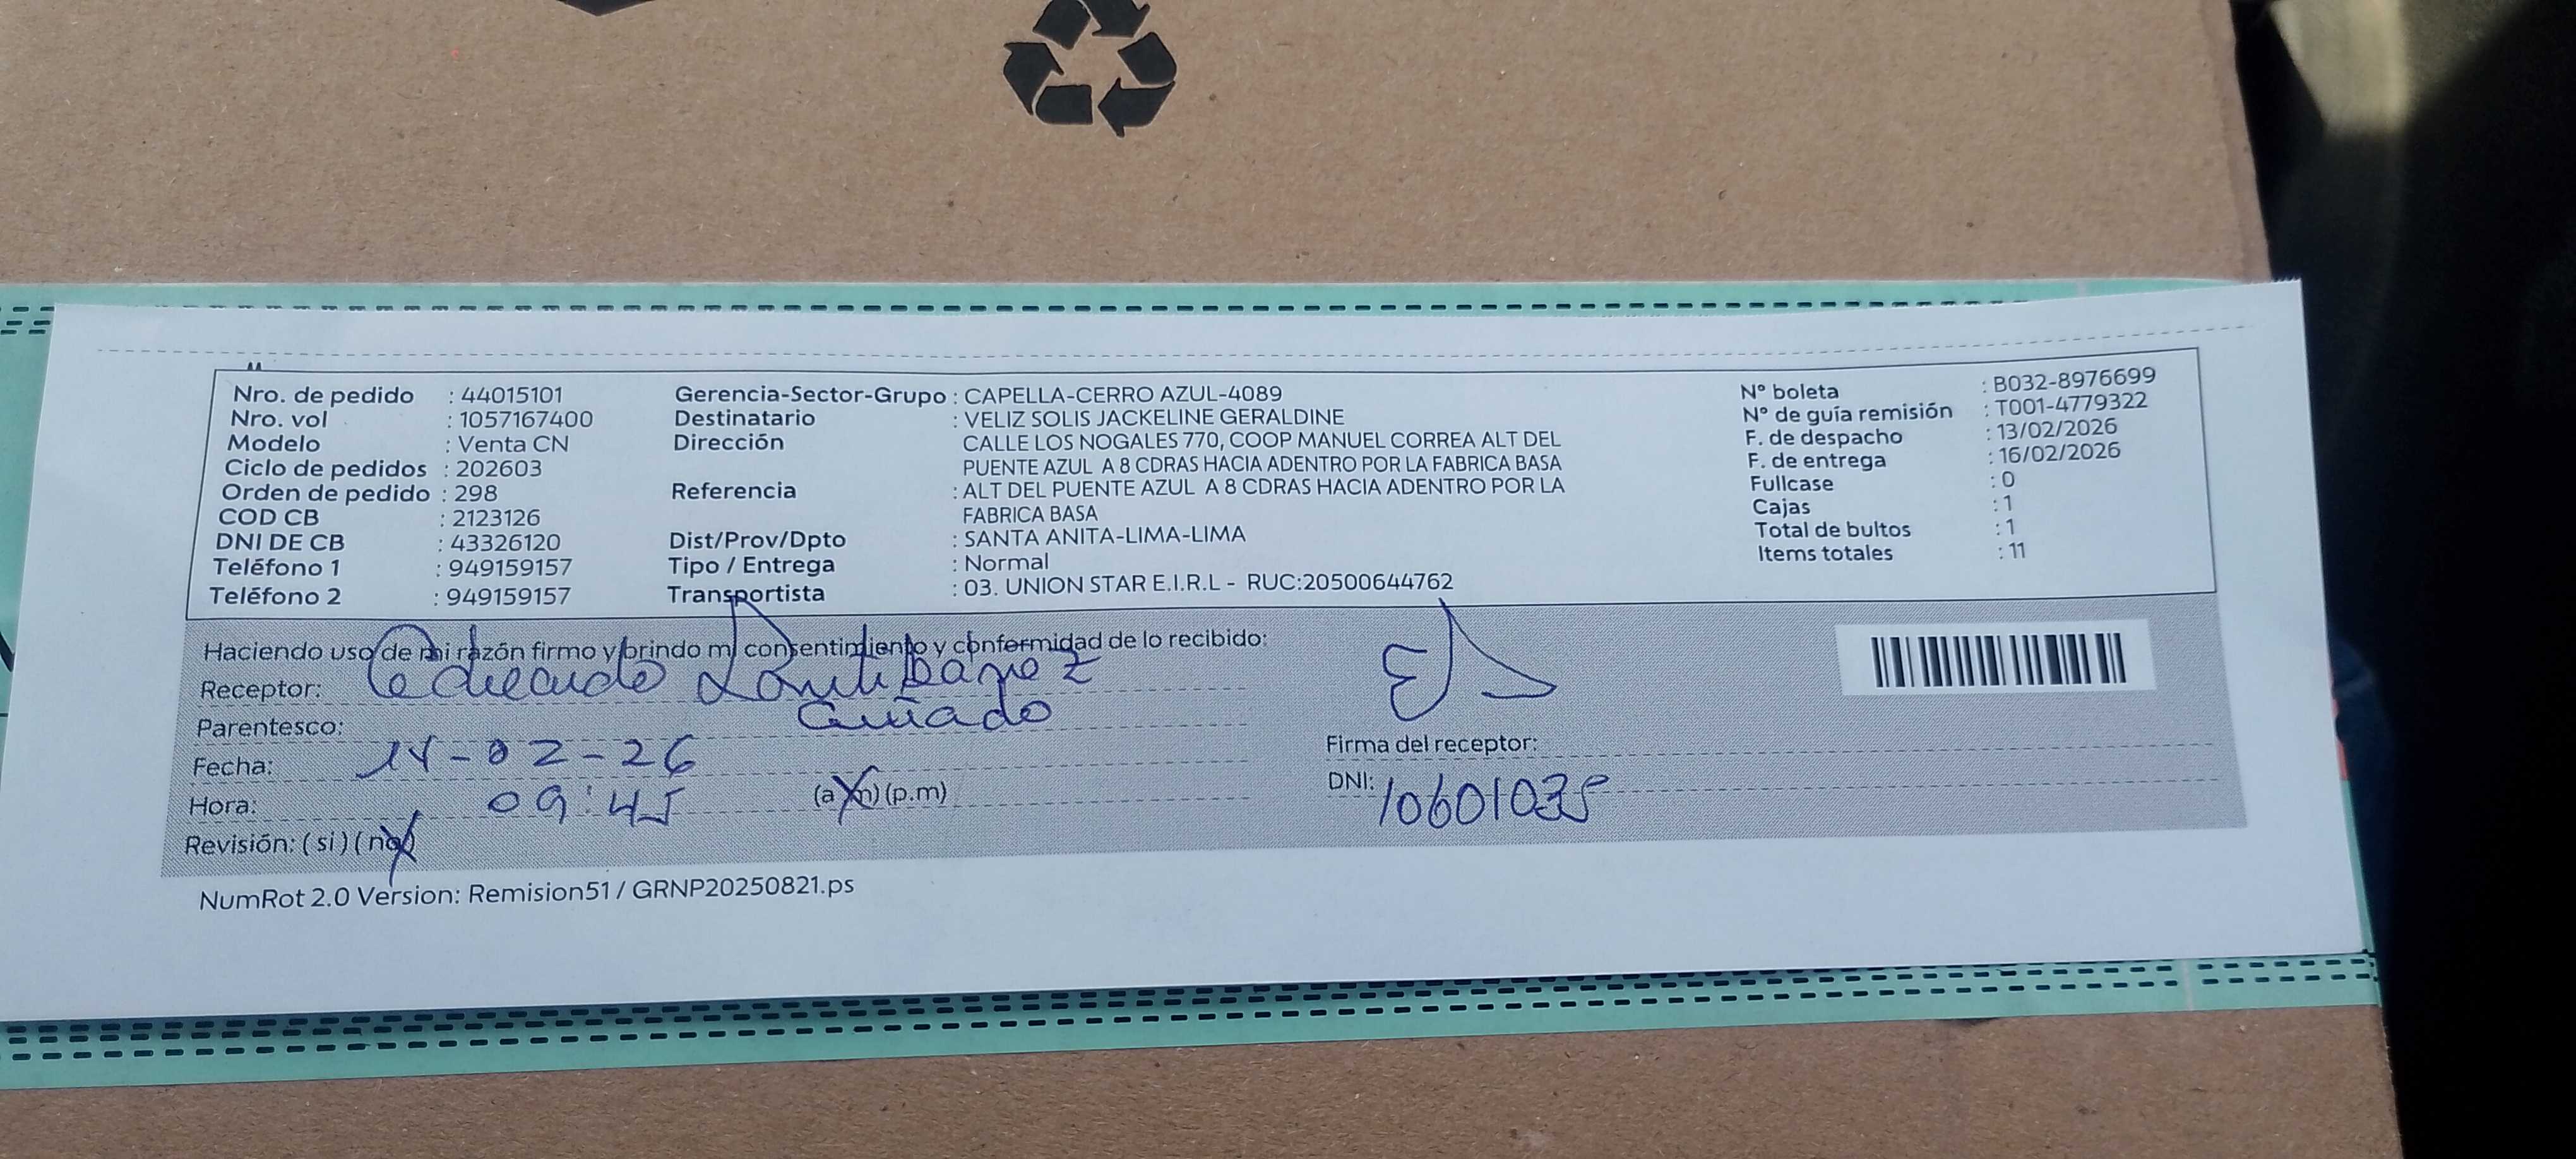 Nro. de pedido : 44015101
Nro. vol : 1057167400
Modelo : Venta CN
Ciclo de pedidos : 202603
Orden de pedido : 298
COD CB : 2123126
DNI DE CB : 43326120
Teléfono 1 : 949159157
Teléfono 2 : 949159157
Gerencia-Sector-Grupo : CAPELLA-CERRO AZUL-4089
Destinatario : VELIZ SOLIS JACKELINE GERALDINE
Dirección CALLE LOS NOGALES 770, COOP MANUEL CORREA ALT DEL
PUENTE AZUL A 8 CDRAS HACIA ADENTRO POR LA FABRICA BASA
Referencia : ALT DEL PUENTE AZUL A 8 CDRAS HACIA ADENTRO POR LA
FABRICA BASA
Dist/Prov/Dpto : SANTA ANITA-LIMA-LIMA
Tipo / Entrega : Normal
Transportista : 03. UNION STAR E.I.R.L - RUC:20500644762
N° boleta : B032-8976699
N° de guía remisión : T001-4779322
F. de despacho : 13/02/2026
F. de entrega : 16/02/2026
Fullcase : 0
Cajas : 1
Total de bultos : 1
Items totales : 11
Haciendo uso de mi razón firmo y brindo mi consentimiento y conformidad de lo recibido:
Receptor:
Parentesco: Cuñado
Fecha: 14-02-26
Hora: 09:45 (a.m) (p.m)
Revisión: ( si ) ( no )
Firma del receptor:
DNI: 10601035
NumRot 2.0 Version: Remision51 / GRNP20250821.ps